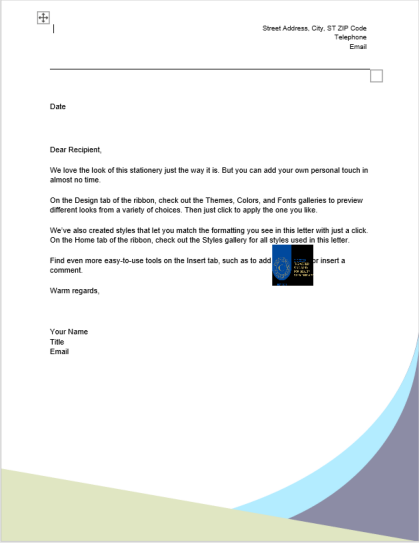 Street Address, City, ST ZIP Code
Telephone
Email
Date
Dear Recipient,
We love the look of this stationery just the way it is. But you can add your own personal touch in
almost no time.
On the Design tab of the ribbon, check out the Themes, Colors, and Fonts galleries to preview
different looks from a variety of choices. Then just click to apply the one you like.
We've also created styles that let you match the formatting you see in this letter with just a click.
On the Home tab of the ribbon, check out the Styles gallery for all styles used in this letter.
Find even more easy-to-use tools on the Insert tab, such as to add or insert a
comment.
Warm regards,
Your Name
Title
Email